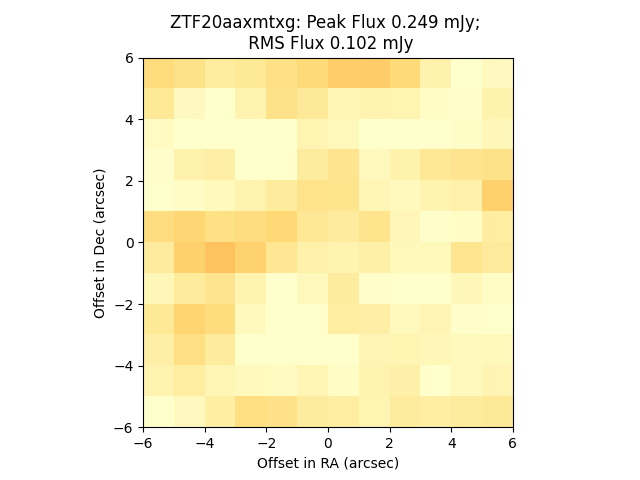 ZTF20aaxmtxg: Peak Flux 0.249 mJy;
RMS Flux 0.102 mJy
6
4
2
0
−2
−4
−6
Offset in Dec (arcsec)
−6 −4 −2 0 2 4 6
Offset in RA (arcsec)